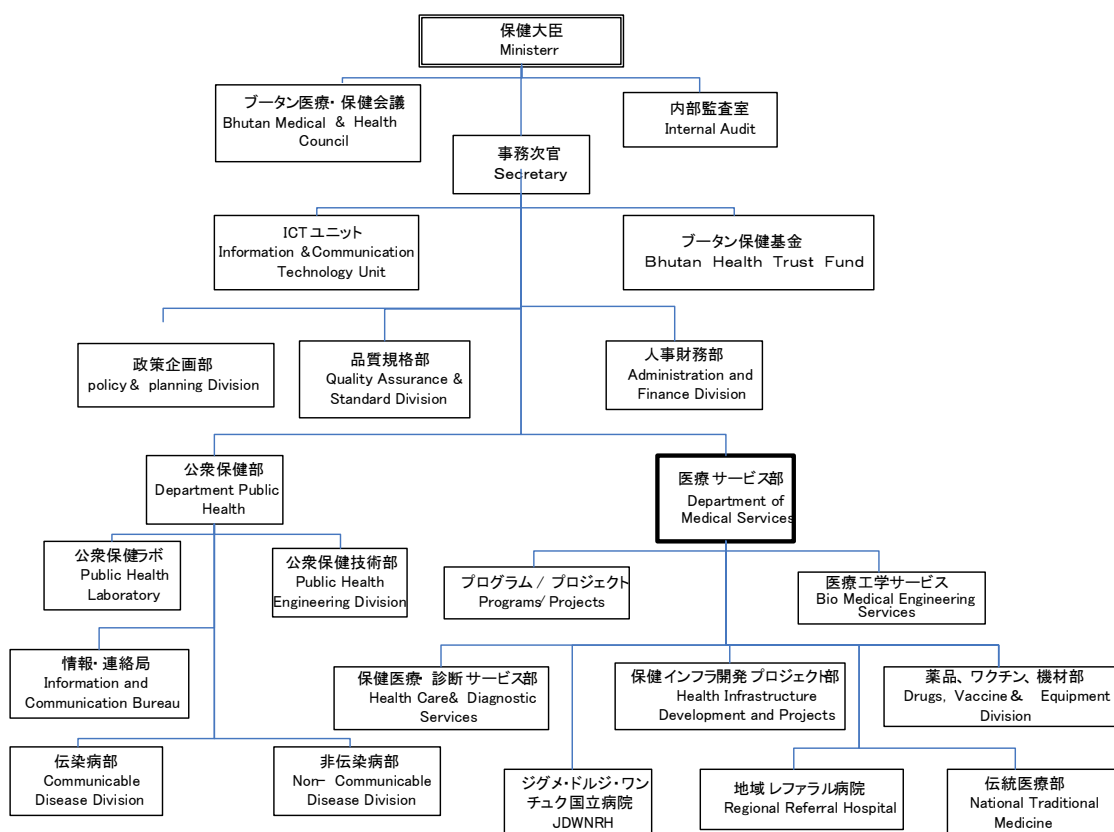 保健大臣
Ministerr
ブータン医療・保健会議
Bhutan Medical & Health
Council
内部監査室
Internal Audit
事務次官
Secretary
ICTユニット
Information &Communication
Technology Unit
ブータン保健基金
Bhutan Health Trust Fund
政策企画部
policy & planning Division
品質規格部
Quality Assurance &
Standard Division
人事財務部
Administration and
Finance Division
公衆保健部
Department Public
Health
医療サービス部
Department of
Medical Services
公衆保健ラボ
Public Health
Laboratory
公衆保健技術部
Public Health
Engineering Division
プログラム / プロジェクト
Programs/ Projects
医療工学サービス
Bio Medical Engineering
Services
情報・連絡局
Information and
Communication Bureau
保健医療・診断サービス部
Health Care& Diagnostic
Services
保健インフラ開発プロジェクト部
Health Infrastructure
Development and Projects
薬品、ワクチン、機材部
Drugs, Vaccine & Equipment
Division
伝染病部
Communicable
Disease Division
非伝染病部
Non- Communicable
Disease Division
ジグメ・ドルジ・ワン
チュク国立病院
JDWNRH
地域レファラル病院
Regional Referral Hospital
伝統医療部
National Traditional
Medicine